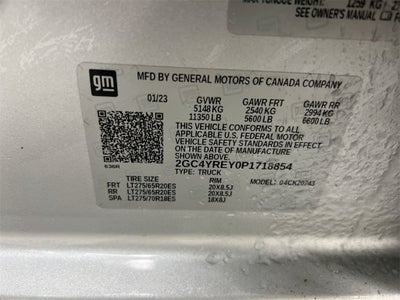 1259 KG
SEE OWNER'S MANUAL
gm
MFD BY GENERAL MOTORS OF CANADA COMPANY
01/23 GVWR GAWR FRT GAWR RR
5148 KG 2540 KG 2994 KG
11350 LB 5600 LB 6600 LB
THIS VEHICLE CONFORMS TO ALL
APPLICABLE U.S. FEDERAL MOTOR
VEHICLE SAFETY STANDARDS IN EFFECT ON
THE DATE OF MANUFACTURE SHOWN ABOVE.
2GC4YREY0P1718854
TYPE: TRUCK
TIRE SIZE RIM MODEL:
FRT LT275/65R20ES 20X8.5J
RR LT275/65R20ES 20X8.5J
SPA LT275/70R18ES 18X8J